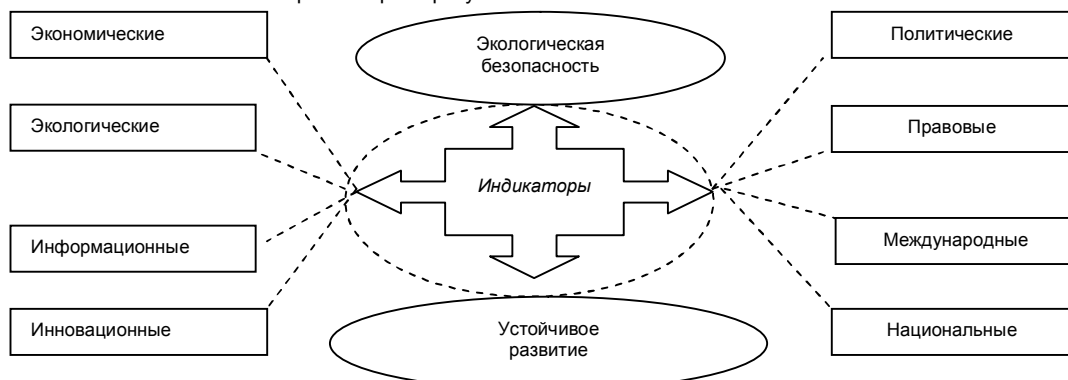 Экономические
Экологические
Информационные
Инновационные
Экологическая
безопасность
Индикаторы
Устойчивое
развитие
Политические
Правовые
Международные
Национальные